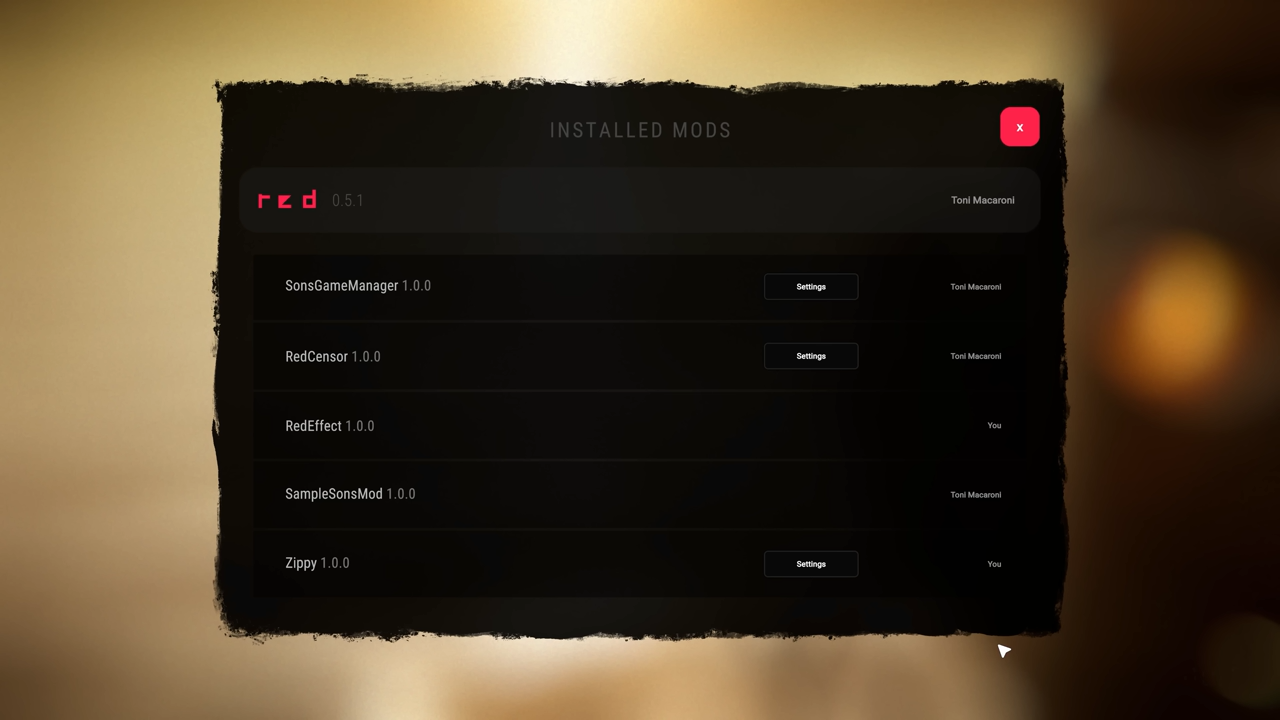 INSTALLED MODS
x
red 0.5.1 Toni Macaroni
SonsGameManager 1.0.0 Settings Toni Macaroni
RedCensor 1.0.0 Settings Toni Macaroni
RedEffect 1.0.0 You
SampleSonsMod 1.0.0 Toni Macaroni
Zippy 1.0.0 Settings You